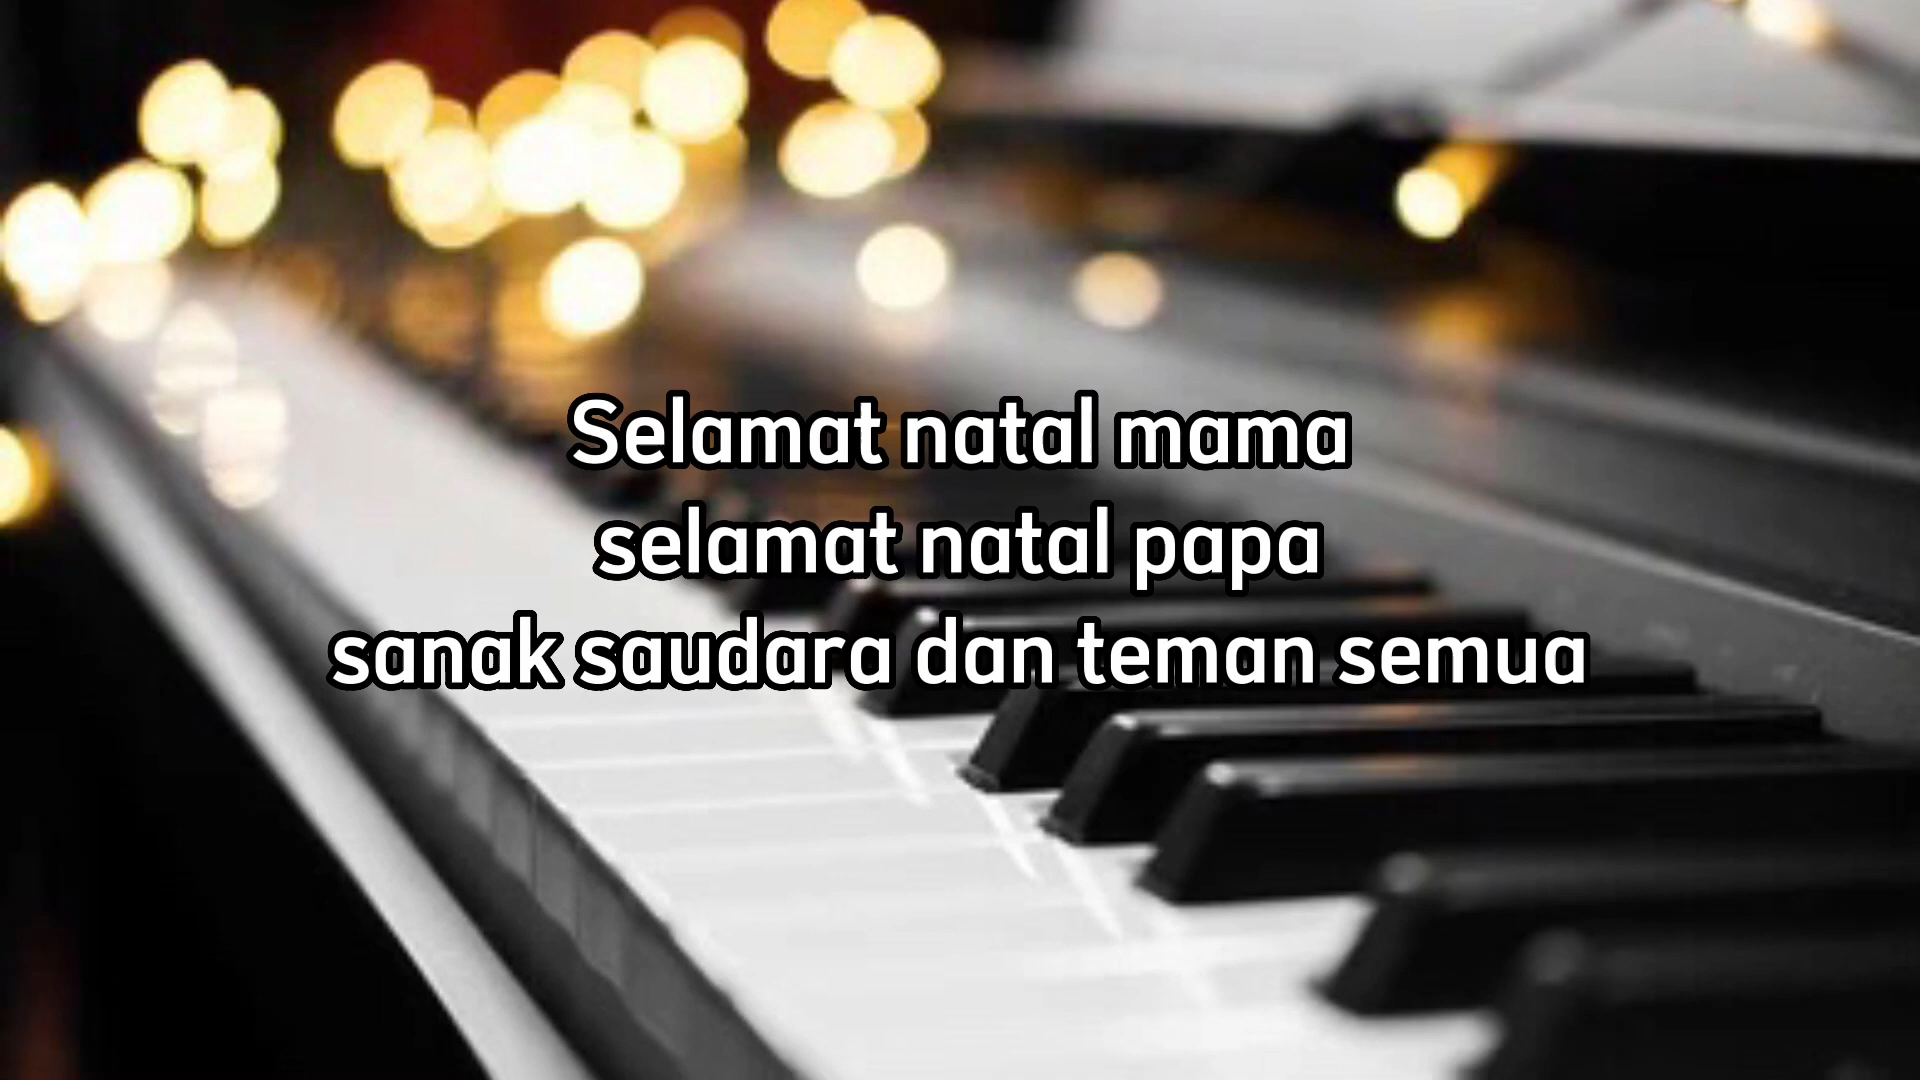 Selamat natal mama
selamat natal papa
sanak saudara dan teman semua